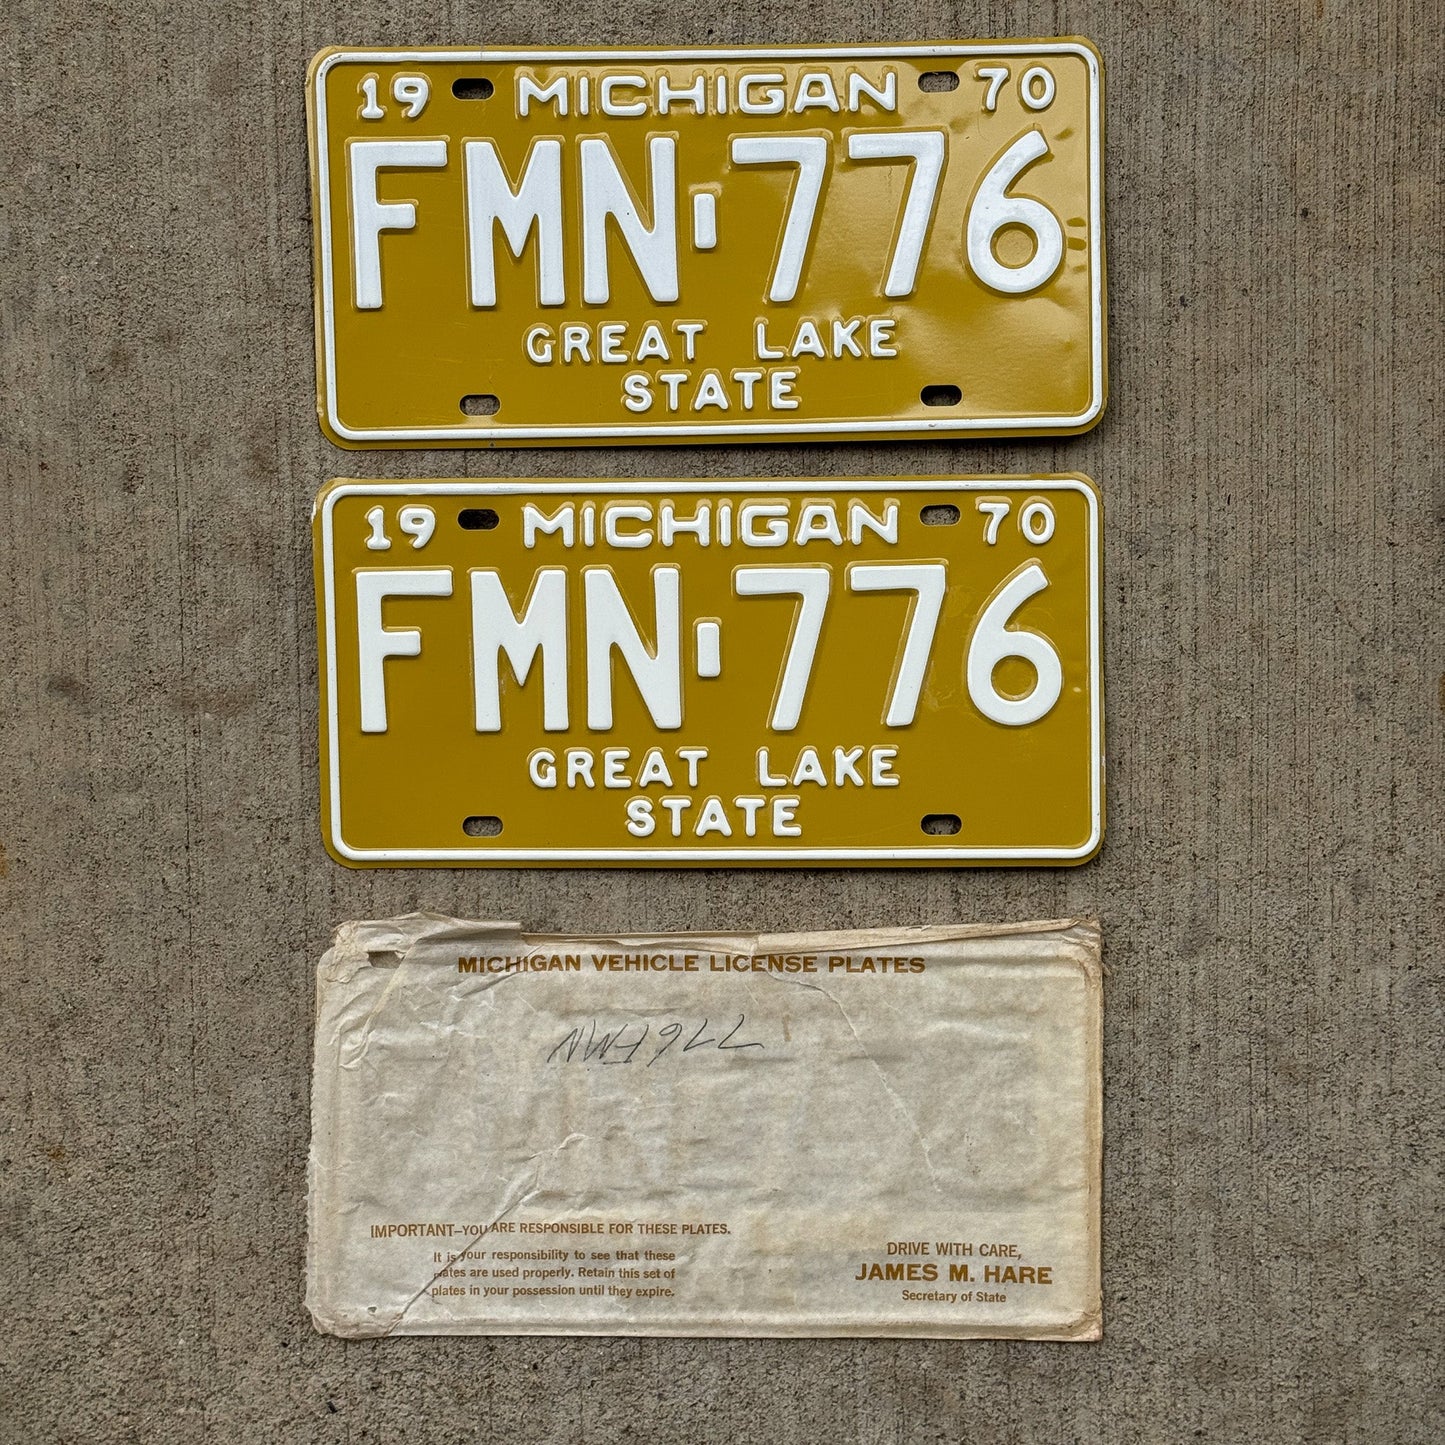 19 MICHIGAN 70
FMN-776
GREAT LAKE
STATE
19 MICHIGAN 70
FMN-776
GREAT LAKE
STATE
MICHIGAN VEHICLE LICENSE PLATES
776 FMN
IMPORTANT—YOU ARE RESPONSIBLE FOR THESE PLATES.
It is your responsibility to see that these
plates are used properly. Retain this set of
plates in your possession until they expire.
DRIVE WITH CARE,
JAMES M. HARE
Secretary of State